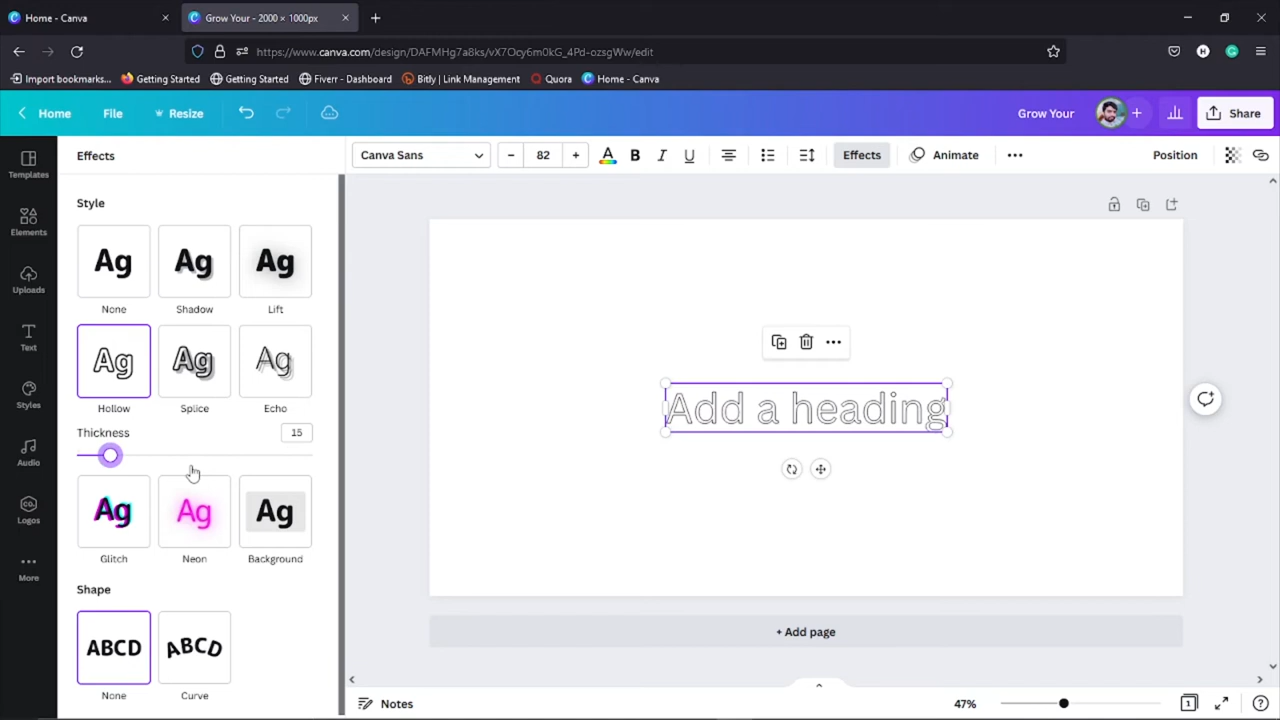 Home - Canva
Grow Your - 2000 × 1000px
https://www.canva.com/design/DAFMHg7a8ks/vX7Ocy6m0kG_4Pd-ozsgWw/edit
Import bookmarks...
Getting Started
Getting Started
Fiverr - Dashboard
Bitly | Link Management
Quora
Home - Canva
Home
File
Resize
Grow Your
Share
Templates
Elements
Uploads
Text
Styles
Audio
CO.
Logos
More
Effects
Canva Sans
82
A
B
I
U
Effects
Animate
Position
Style
Ag
Ag
Ag
None
Shadow
Lift
Ag
Ag
Ag
Hollow
Splice
Echo
Thickness
15
Ag
Ag
Ag
Glitch
Neon
Background
Shape
ABCD
ABCD
None
Curve
Add a heading
+ Add page
Notes
47%
1